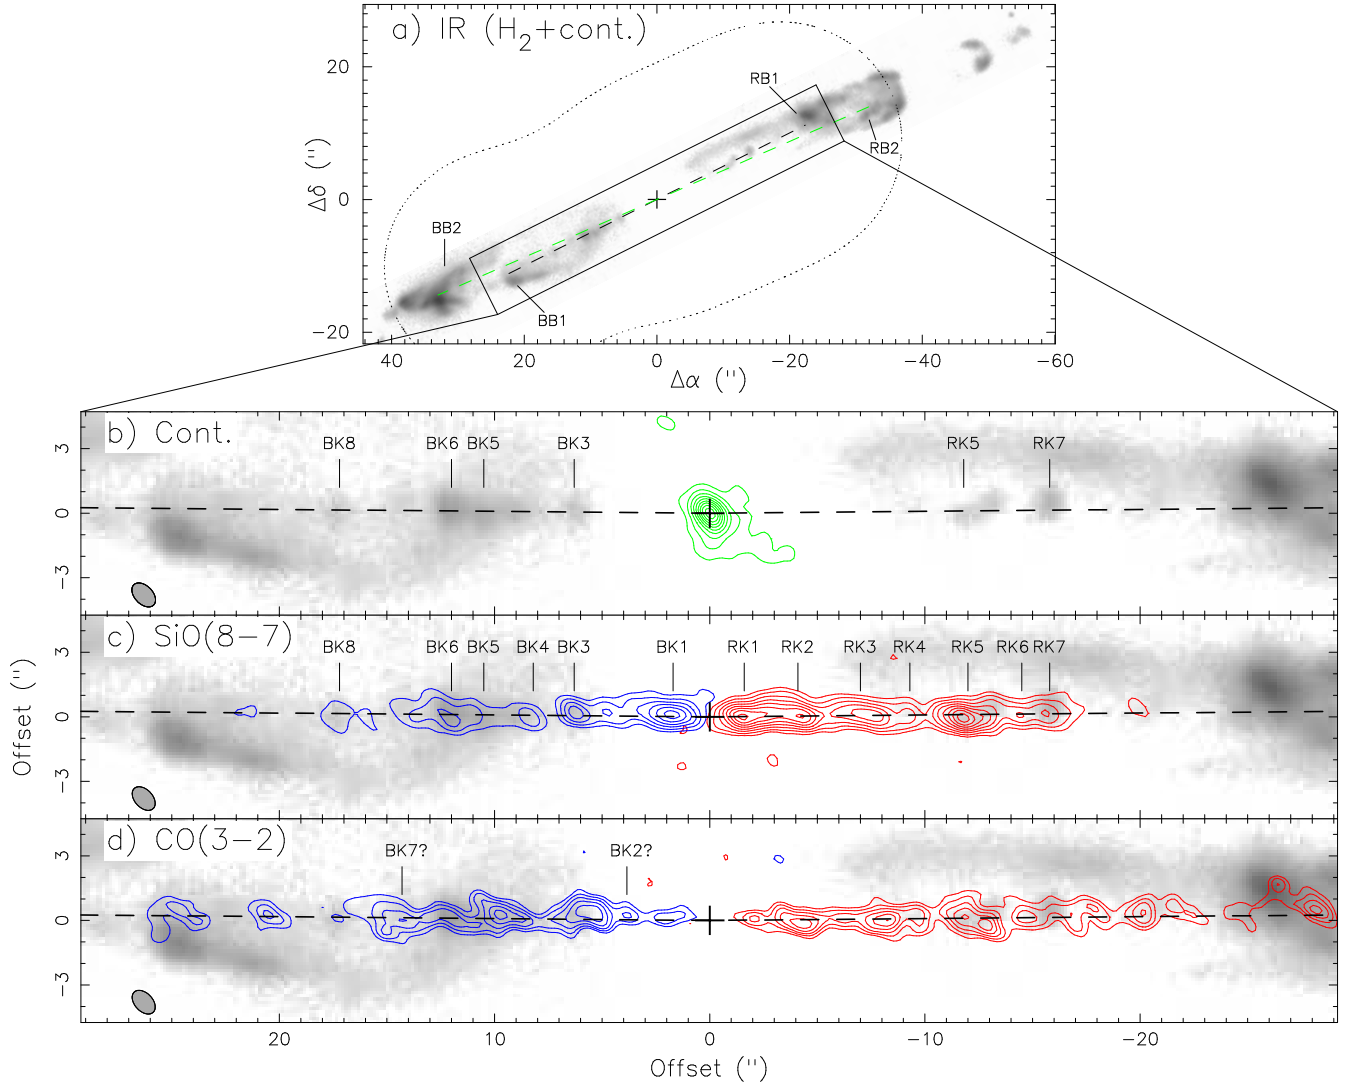 a) IR (H2+cont.)
RB1
RB2
BB2
BB1
20
0
−20
Δδ (")
40 20 0 −20 −40 −60
Δα (")
b) Cont.
BK8 BK6 BK5 BK3 RK5 RK7
3
0
−3
c) SiO(8−7)
BK8 BK6 BK5 BK4 BK3 BK1 RK1 RK2 RK3 RK4 RK5 RK6 RK7
3
0
−3
Offset (")
d) CO(3−2)
BK7? BK2?
3
0
−3
20 10 0 −10 −20
Offset (")